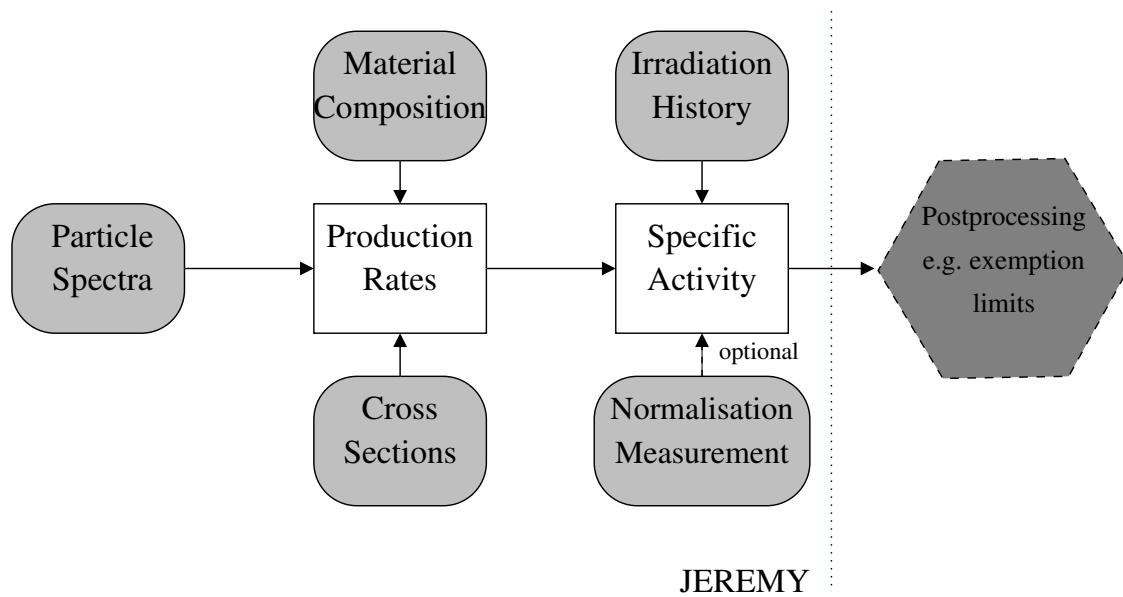 Material
Composition
Irradiation
History
Particle
Spectra
Production
Rates
Specific
Activity
Postprocessing
e.g. exemption
limits
optional
Cross
Sections
Normalisation
Measurement
JEREMY